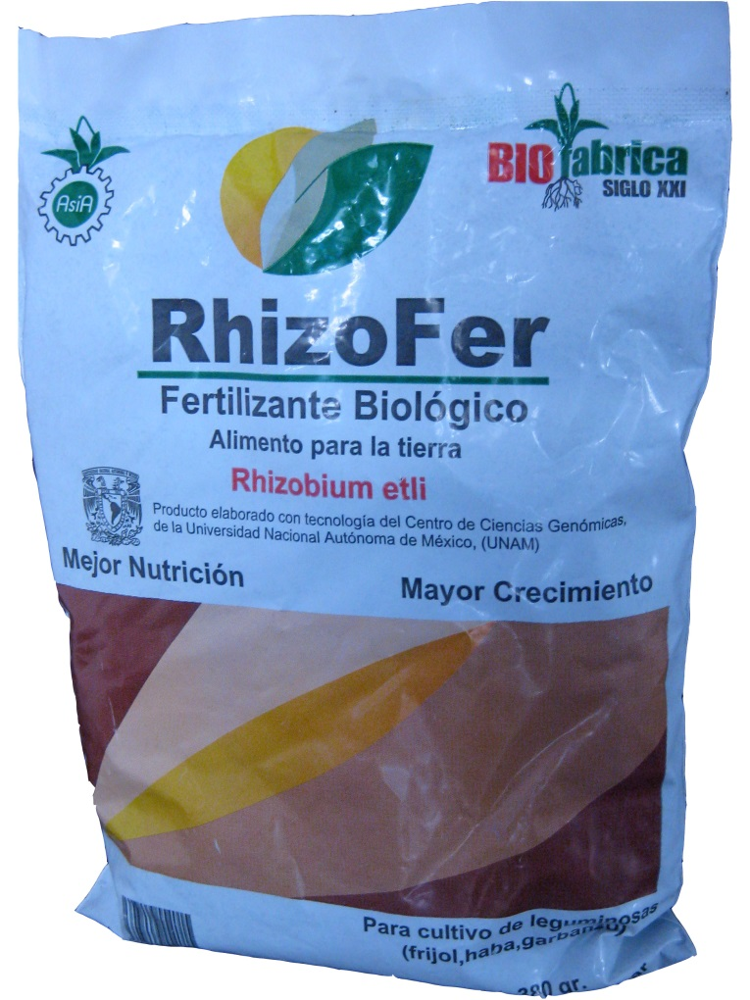 AsiA
BIOfabrica
SIGLO XXI
RhizoFer
Fertilizante Biológico
Alimento para la tierra
Rhizobium etli
Producto elaborado con tecnología del Centro de Ciencias Genómicas,
de la Universidad Nacional Autónoma de México, (UNAM)
Mejor Nutrición
Mayor Crecimiento
Para cultivo de leguminosas
(frijol,haba,garbanzo)
380 gr.